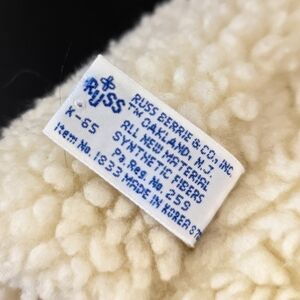 Russ
K-65
RUSS BERRIE & CO., INC.
TM OAKLAND, N.J.
ALL NEW MATERIAL
SYNTHETIC FIBERS
Pa. Reg. No. 259
Item No. 1833 MADE IN KOREA